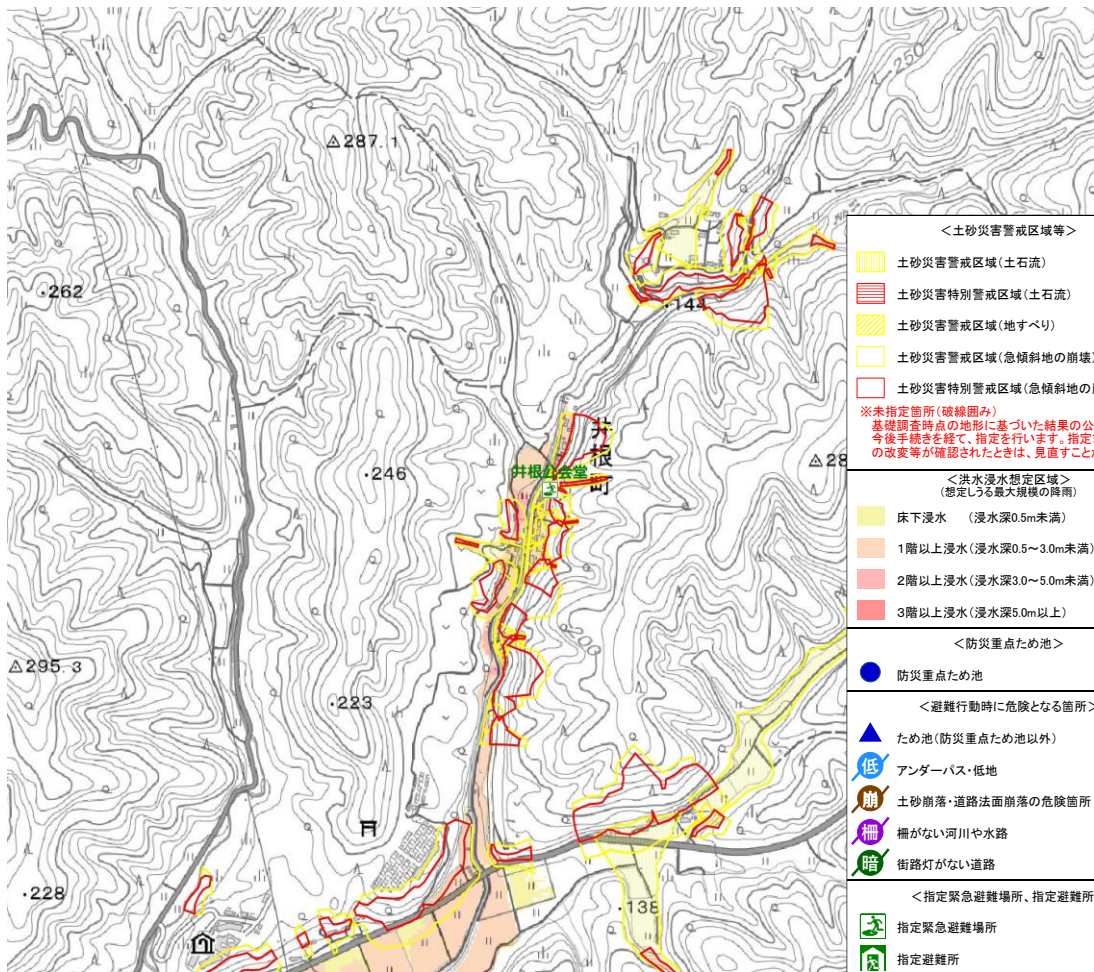 250
287.1
262
144
井根町
井根公会堂
246
28
295.3
223
228
138
＜土砂災害警戒区域等＞
土砂災害警戒区域（土石流）
土砂災害特別警戒区域（土石流）
土砂災害警戒区域（地すべり）
土砂災害警戒区域（急傾斜地の崩壊）
土砂災害特別警戒区域（急傾斜地の
※未指定箇所（破線囲み）
基礎調査時点の地形に基づいた結果の公
今後手続きを経て、指定を行います。指定
の改変等が確認されたときは、見直すこと
＜洪水浸水想定区域＞
（想定しうる最大規模の降雨）
床下浸水　（浸水深0.5m未満）
1階以上浸水（浸水深0.5～3.0m未満）
2階以上浸水（浸水深3.0～5.0m未満）
3階以上浸水（浸水深5.0m以上）
＜防災重点ため池＞
防災重点ため池
＜避難行動時に危険となる箇所＞
ため池（防災重点ため池以外）
低 アンダーパス・低地
崩 土砂崩落・道路法面崩落の危険箇所
柵 柵がない河川や水路
暗 街路灯がない道路
＜指定緊急避難場所、指定避難所
指定緊急避難場所
指定避難所